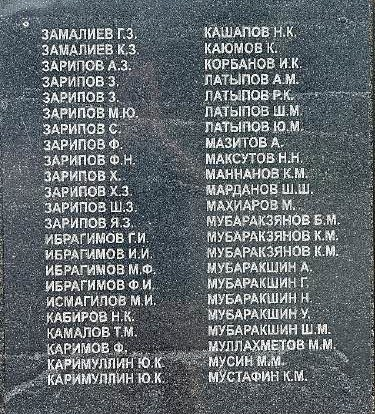 ЗАМАЛИЕВ Г.З.
ЗАМАЛИЕВ К.З.
ЗАРИПОВ А.З.
ЗАРИПОВ З.
ЗАРИПОВ З.
ЗАРИПОВ М.Ю.
ЗАРИПОВ С.
ЗАРИПОВ Ф.
ЗАРИПОВ Ф.Н.
ЗАРИПОВ Х.
ЗАРИПОВ Х.З.
ЗАРИПОВ Ш.З.
ЗАРИПОВ Я.З.
ИБРАГИМОВ Г.И.
ИБРАГИМОВ И.И.
ИБРАГИМОВ М.Ф.
ИБРАГИМОВ Ф.И.
ИСМАГИЛОВ М.И.
КАБИРОВ Н.К.
КАМАЛОВ Т.М.
КАРИМОВ Ф.
КАРИМУЛЛИН Ю.К.
КАРИМУЛЛИН Ю.К.
КАШАПОВ Н.К.
КАЮМОВ К.
КОРБАНОВ И.К.
ЛАТЫПОВ А.М.
ЛАТЫПОВ Р.К.
ЛАТЫПОВ Ш.М.
ЛАТЫПОВ Ю.М.
МАЗИТОВ А.
МАКСУТОВ Н.Н.
МАННАНОВ К.М.
МАРДАНОВ Ш.Ш.
МАХИАРОВ М.
МУБАРАКЗЯНОВ Б.М.
МУБАРАКЗЯНОВ К.М.
МУБАРАКЗЯНОВ К.М.
МУБАРАКШИН А.
МУБАРАКШИН Г.
МУБАРАКШИН Н.
МУБАРАКШИН У.
МУБАРАКШИН Ш.М.
МУЛЛАХМЕТОВ М.М.
МУСИН М.М.
МУСТАФИН К.М.